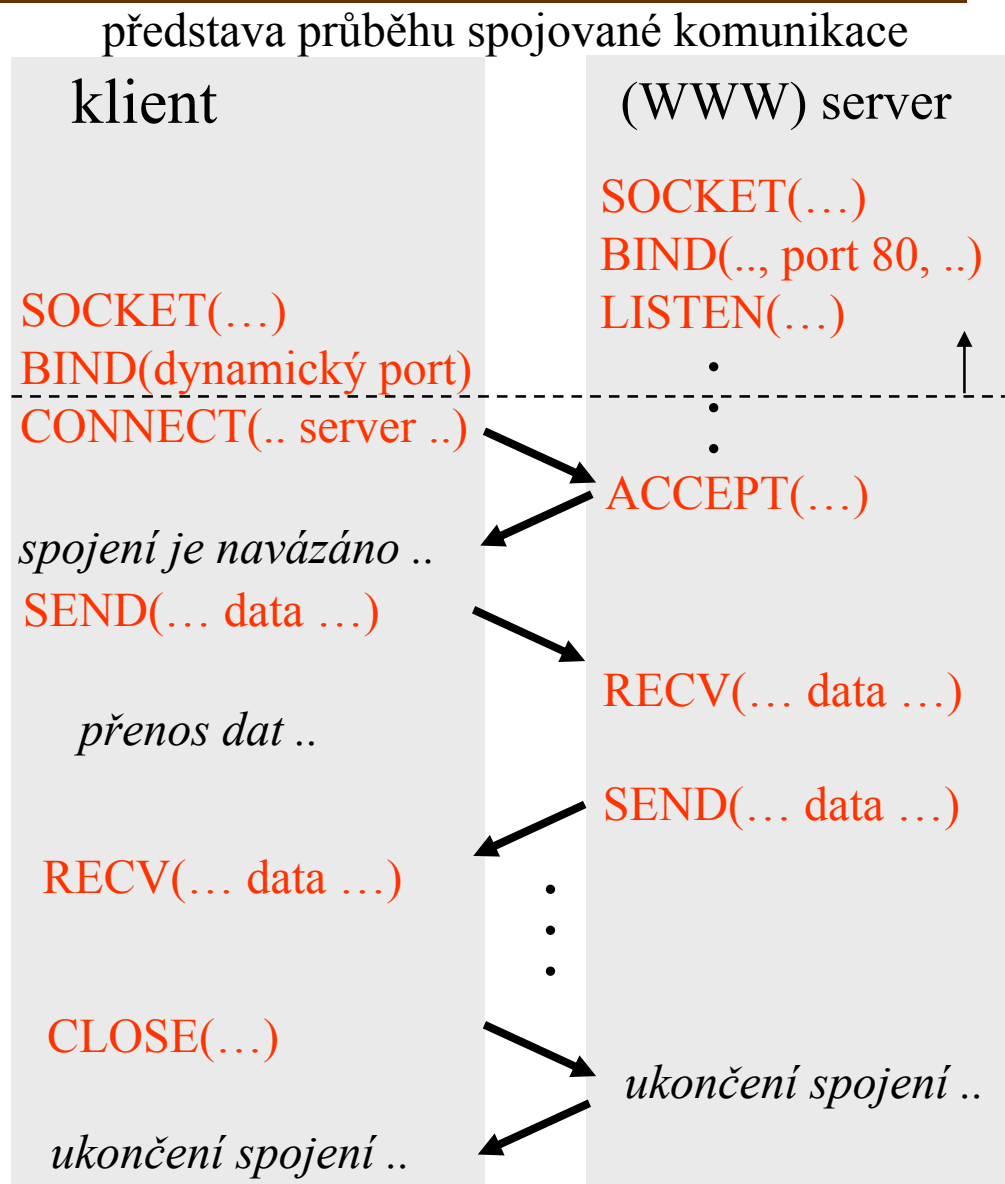 představa průběhu spojované komunikace
klient
(WWW) server
SOCKET(…)
BIND(.., port 80, ..)
LISTEN(…)
SOCKET(…)
BIND(dynamický port)
CONNECT(.. server ..)
ACCEPT(…)
spojení je navázáno ..
SEND(… data …)
RECV(… data …)
přenos dat ..
SEND(… data …)
RECV(… data …)
CLOSE(…)
ukončení spojení ..
ukončení spojení ..